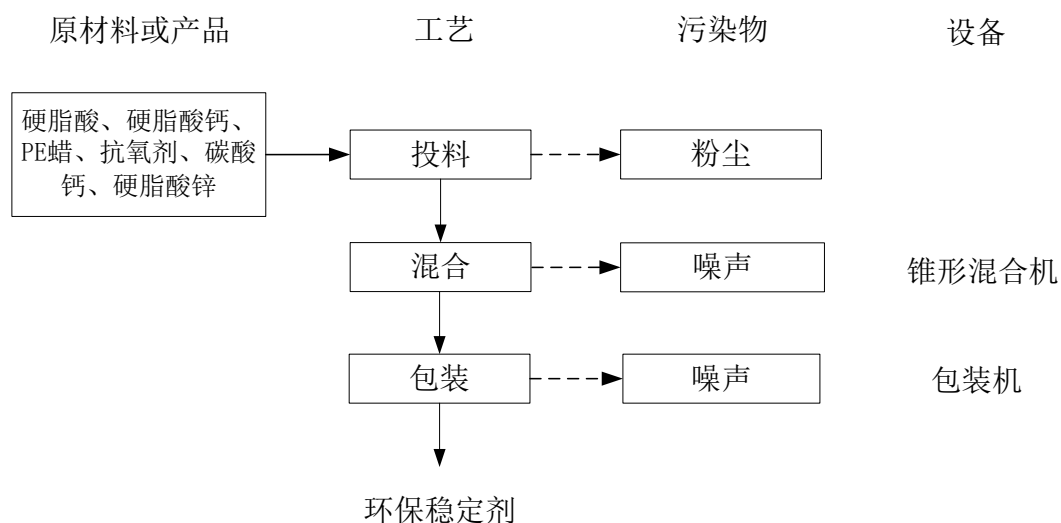 原材料或产品
工艺
污染物
设备
硬脂酸、硬脂酸钙、
PE蜡、抗氧剂、碳酸
钙、硬脂酸锌
投料
粉尘
混合
噪声
锥形混合机
包装
噪声
包装机
环保稳定剂